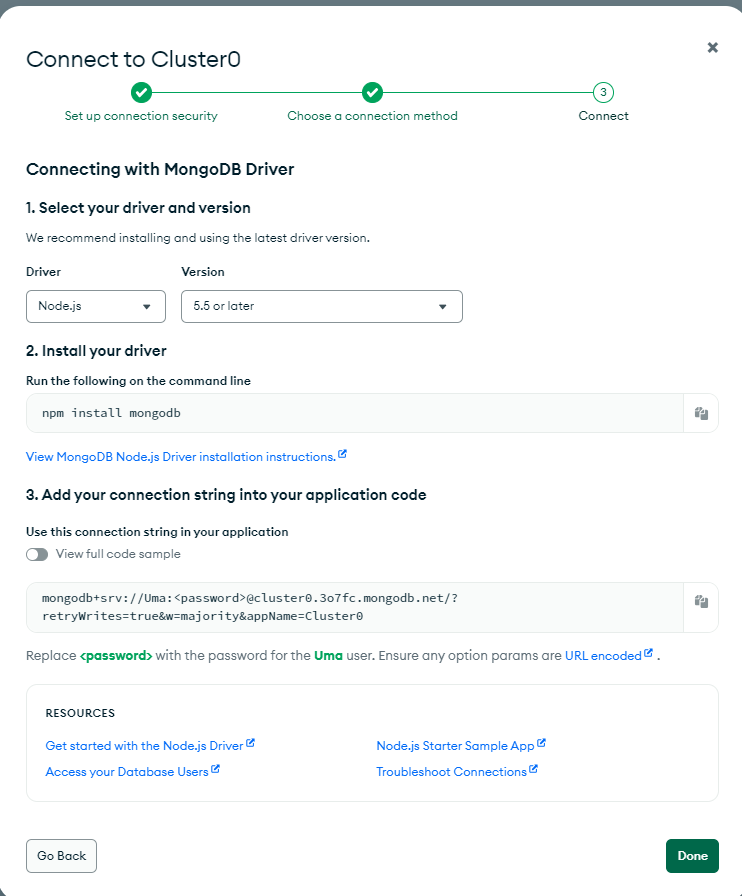 Connect to Cluster0
Set up connection security
Choose a connection method
3
Connect
Connecting with MongoDB Driver
1. Select your driver and version
We recommend installing and using the latest driver version.
Driver
Version
Node.js
5.5 or later
2. Install your driver
Run the following on the command line
npm install mongodb
View MongoDB Node.js Driver installation instructions.
3. Add your connection string into your application code
Use this connection string in your application
View full code sample
mongodb+srv://Uma:<password>@cluster0.3o7fc.mongodb.net/?
retryWrites=true&w=majority&appName=Cluster0
Replace <password> with the password for the Uma user. Ensure any option params are URL encoded .
RESOURCES
Get started with the Node.js Driver
Node.js Starter Sample App
Access your Database Users
Troubleshoot Connections
Go Back
Done